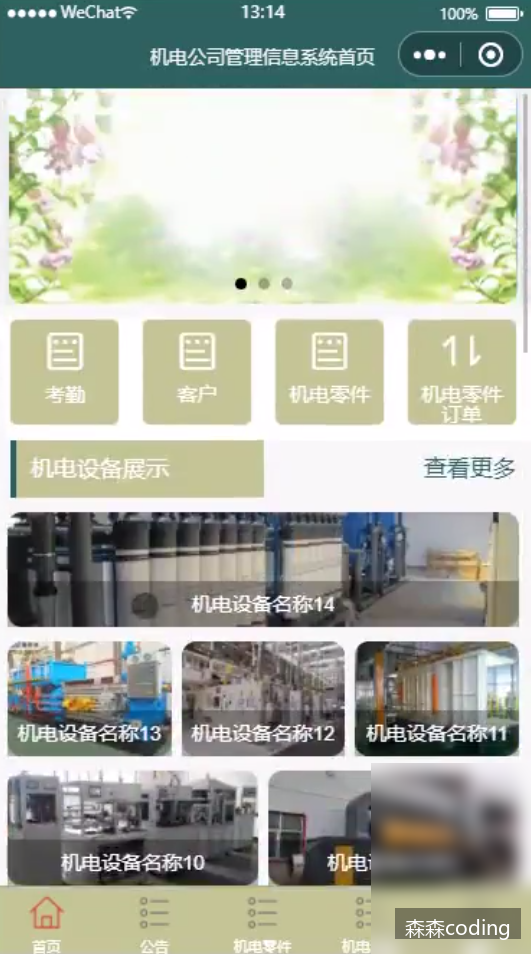 WeChat 13:14 100%
机电公司管理信息系统首页
考勤
客户
机电零件
机电零件
订单
机电设备展示
查看更多
机电设备名称14
机电设备名称13
机电设备名称12
机电设备名称11
机电设备名称10
机电
首页
公告
机电零件
机电
森森coding